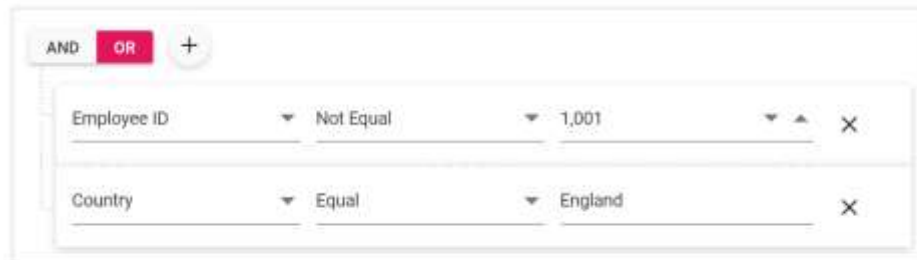 AND OR +
Employee ID Not Equal 1,001
Country Equal England